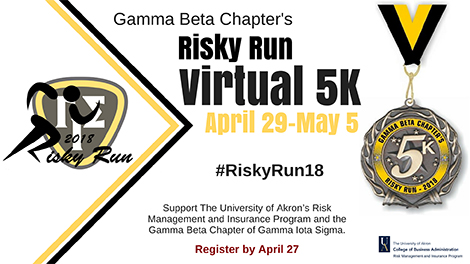 Gamma Beta Chapter's
Risky Run
Virtual 5K
April 29-May 5
#RiskyRun18
Support The University of Akron's Risk
Management and Insurance Program and the
Gamma Beta Chapter of Gamma Iota Sigma.
Register by April 27
2018
Risky Run
GAMMA BETA CHAPTER'S
5K
RISKY RUN - 2018
The University of Akron
College of Business Administration
Risk Management and Insurance Program